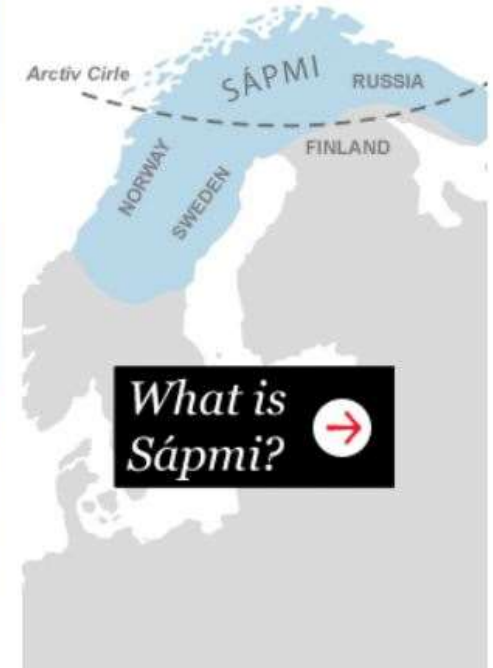 SÁPMI
Arctiv Cirle
RUSSIA
FINLAND
NORWAY
SWEDEN
What is
Sápmi?